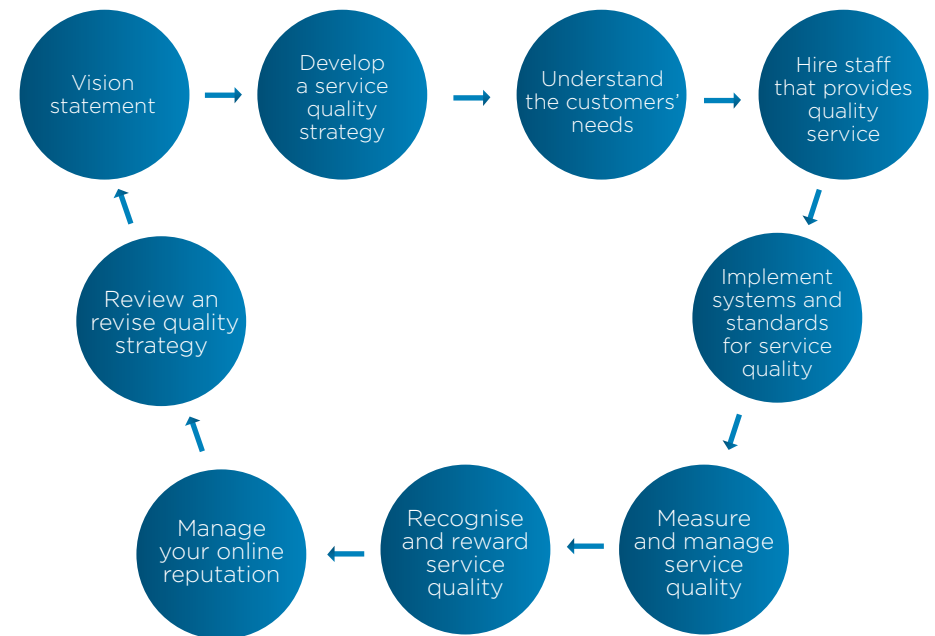 Vision
statement
Develop
a service
quality
strategy
Understand
the customers'
needs
Hire staff
that provides
quality
service
Implement
systems and
standards
for service
quality
Measure
and manage
service
quality
Recognise
and reward
service
quality
Manage
your online
reputation
Review an
revise quality
strategy